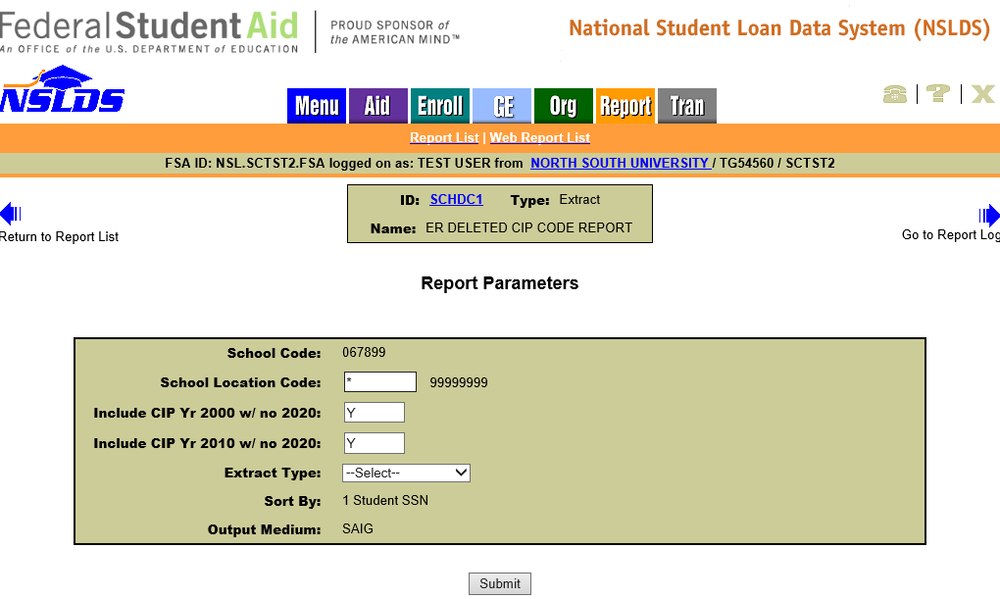 Federal Student Aid
An OFFICE of the U.S. DEPARTMENT of EDUCATION
PROUD SPONSOR of
the AMERICAN MIND™
National Student Loan Data System (NSLDS)
NSLDS
Menu Aid Enroll GE Org Report Tran
?
X
Report List | Web Report List
FSA ID: NSL.SCTST2.FSA logged on as: TEST USER from NORTH SOUTH UNIVERSITY / TG54560 / SCTST2
ID: SCHDC1 Type: Extract
Name: ER DELETED CIP CODE REPORT
Return to Report List
Go to Report Log
Report Parameters
School Code: 067899
School Location Code: * 99999999
Include CIP Yr 2000 w/ no 2020: Y
Include CIP Yr 2010 w/ no 2020: Y
Extract Type: --Select--
Sort By: 1 Student SSN
Output Medium: SAIG
Submit